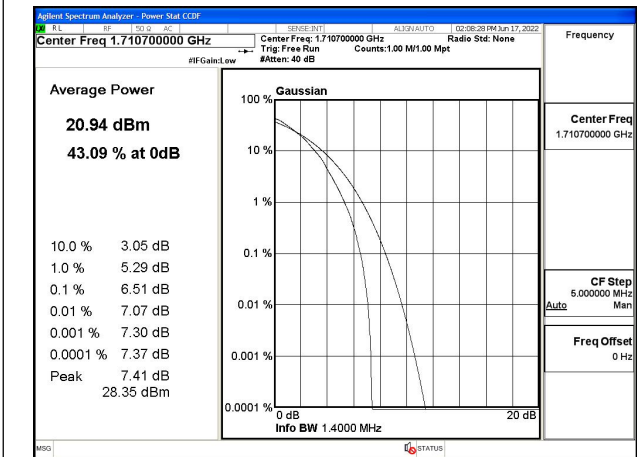 Agilent Spectrum Analyzer - Power Stat CCDF
LXI RL RF 50 Ω AC SENSE:INT ALIGNAUTO 02:08:28 PM Jun 17, 2022
Center Freq 1.710700000 GHz
Center Freq: 1.710700000 GHz Radio Std: None
Trig: Free Run Counts:1.00 M/1.00 Mpt
#IFGain:Low #Atten: 40 dB
Frequency
Average Power
20.94 dBm
43.09 % at 0dB
10.0 % 3.05 dB
1.0 % 5.29 dB
0.1 % 6.51 dB
0.01 % 7.07 dB
0.001 % 7.30 dB
0.0001 % 7.37 dB
Peak 7.41 dB
28.35 dBm
Gaussian
100 %
10 %
1 %
0.1 %
0.01 %
0.001 %
0.0001 %
0 dB 20 dB
Info BW 1.4000 MHz
Center Freq
1.710700000 GHz
CF Step
5.000000 MHz
Auto Man
Freq Offset
0 Hz
MSG STATUS